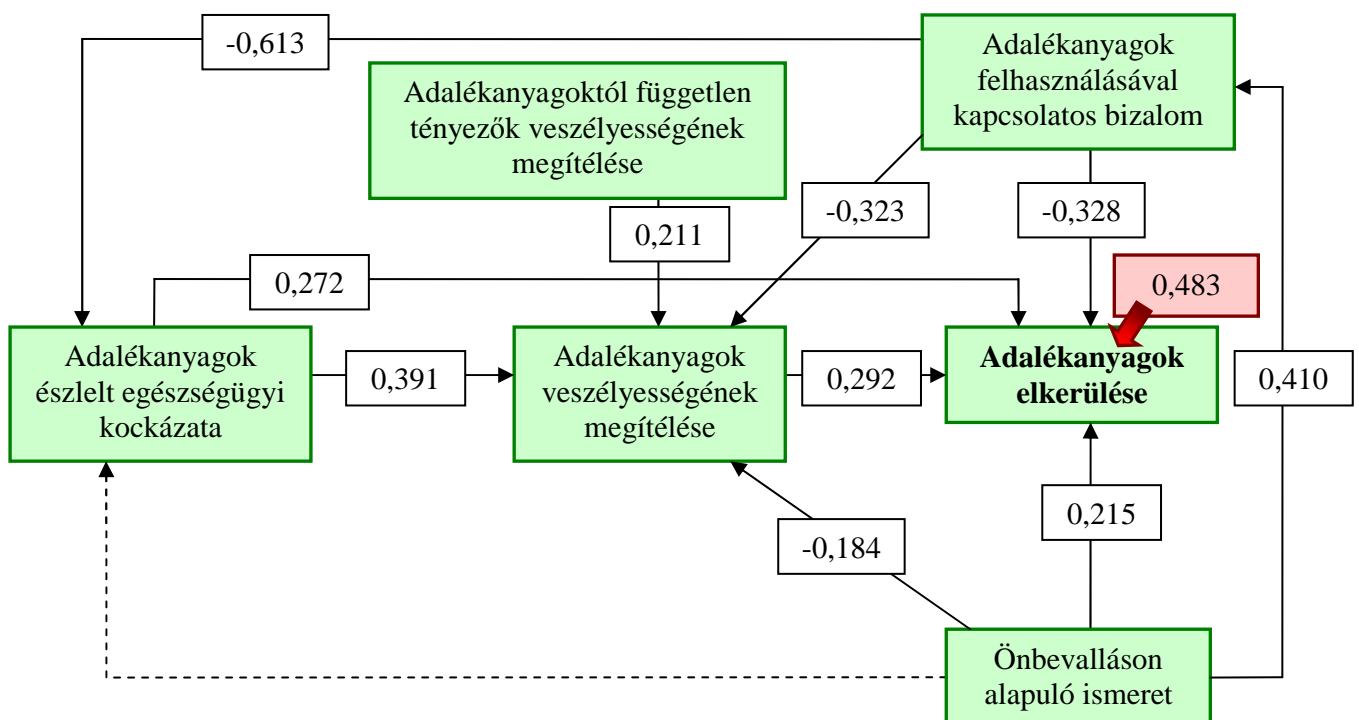 -0,613
Adalékanyagok
felhasználásával
kapcsolatos bizalom
Adalékanyagoktól független
tényezők veszélyességének
megítélése
-0,323
-0,328
0,211
0,272
0,483
Adalékanyagok
észlelt egészségügyi
kockázata
0,391
Adalékanyagok
veszélyességének
megítélése
0,292
Adalékanyagok
elkerülése
0,410
0,215
-0,184
Önbevalláson
alapuló ismeret